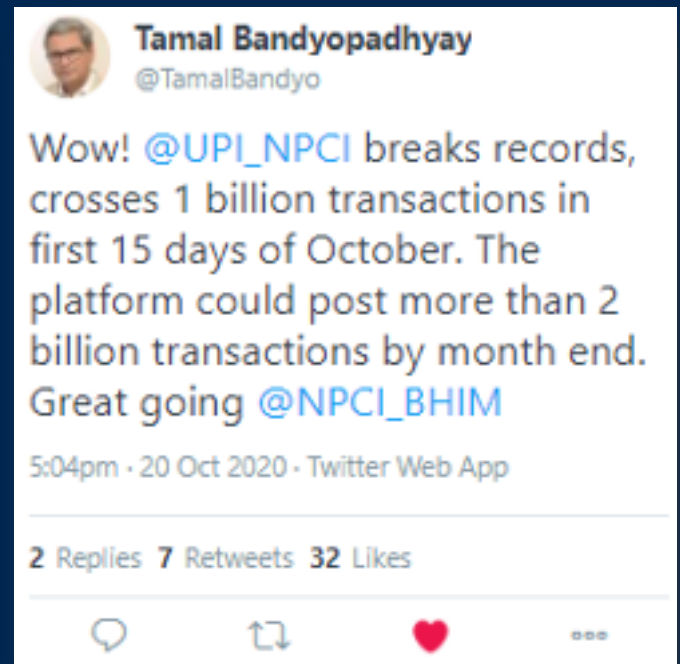 Tamal Bandyopadhyay
@TamalBandyo
Wow! @UPI_NPCI breaks records,
crosses 1 billion transactions in
first 15 days of October. The
platform could post more than 2
billion transactions by month end.
Great going @NPCI_BHIM
5:04pm · 20 Oct 2020 · Twitter Web App
2 Replies 7 Retweets 32 Likes